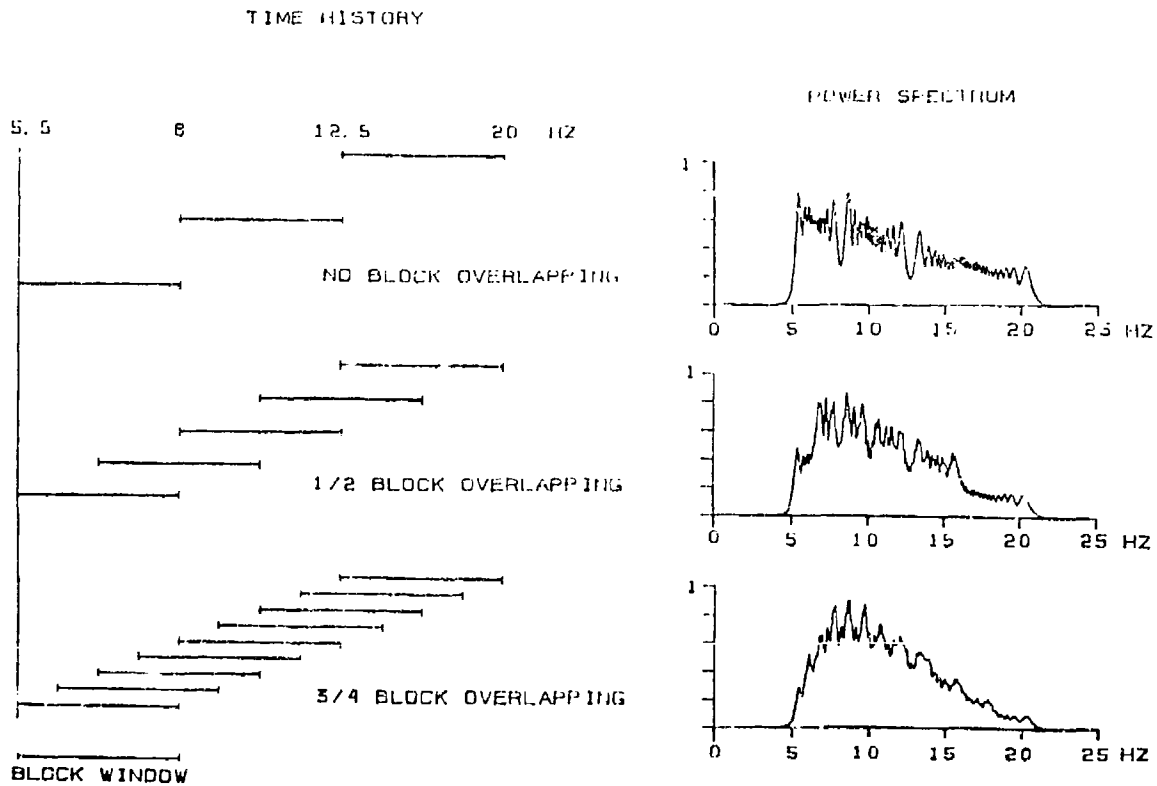 TIME HISTORY
POWER SPECTRUM
5.5 8 12.5 20 HZ
NO BLOCK OVERLAPPING
1/2 BLOCK OVERLAPPING
3/4 BLOCK OVERLAPPING
BLOCK WINDOW
1
0 5 10 15 20 25 HZ
1
0 5 10 15 20 25 HZ
1
0 5 10 15 20 25 HZ